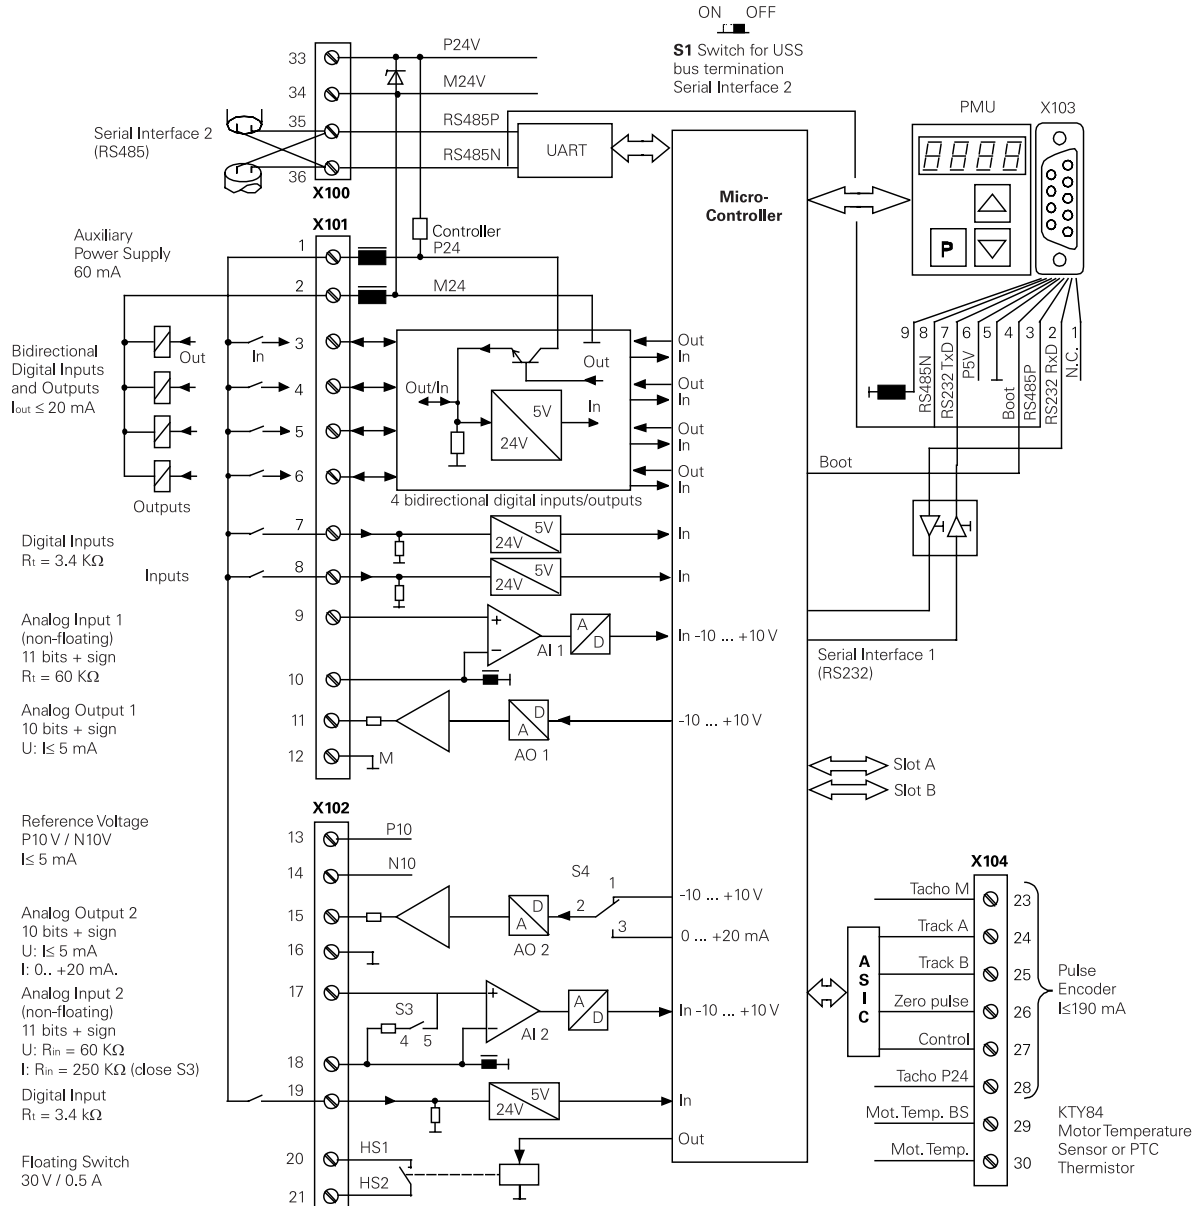 ON OFF
S1 Switch for USS
bus termination
Serial Interface 2
33
P24V
34
M24V
Serial Interface 2
(RS485)
35
RS485P
36
RS485N
UART
X100
PMU
X103
8888
P
Micro-
Controller
X101
Auxiliary
Power Supply
60 mA
1
Controller
P24
2
M24
Bidirectional
Digital Inputs
and Outputs
Iout ≤ 20 mA
Out
In
3
4
5
6
Outputs
Out/In
Out
In
5V
24V
4 bidirectional digital inputs/outputs
Out
In
Out
In
Out
In
Out
In
9 8 7 6 5 4 3 2 1
RS485N
RS232 TxD
P5V
Boot
RS485P
RS232 RxD
N.C.
Boot
Digital Inputs
Rt = 3.4 KΩ
Inputs
7
5V
24V
In
8
5V
24V
In
Analog Input 1
(non-floating)
11 bits + sign
Rt = 60 KΩ
9
+
−
AI 1
A
D
In -10 ... +10 V
10
Serial Interface 1
(RS232)
Analog Output 1
10 bits + sign
U: I≤ 5 mA
11
D
A
AO 1
-10 ... +10 V
12
M
Slot A
Slot B
X102
Reference Voltage
P10 V / N10V
I≤ 5 mA
13
P10
14
N10
Analog Output 2
10 bits + sign
U: I≤ 5 mA
I: 0.. +20 mA.
15
D
A
AO 2
S4
1
2
3
-10 ... +10 V
0 ... +20 mA
16
Analog Input 2
(non-floating)
11 bits + sign
U: Rin = 60 KΩ
I: Rin = 250 KΩ (close S3)
17
S3
4 5
+
−
AI 2
A
D
In -10 ... +10 V
18
Digital Input
Rt = 3.4 kΩ
19
5V
24V
In
Out
Floating Switch
30 V / 0.5 A
20
HS1
21
HS2
X104
Tacho M
23
Track A
24
Track B
25
Zero pulse
26
Control
27
Tacho P24
28
ASIC
Pulse
Encoder
I≤190 mA
Mot. Temp. BS
29
Mot. Temp.
30
KTY84
Motor Temperature
Sensor or PTC
Thermistor